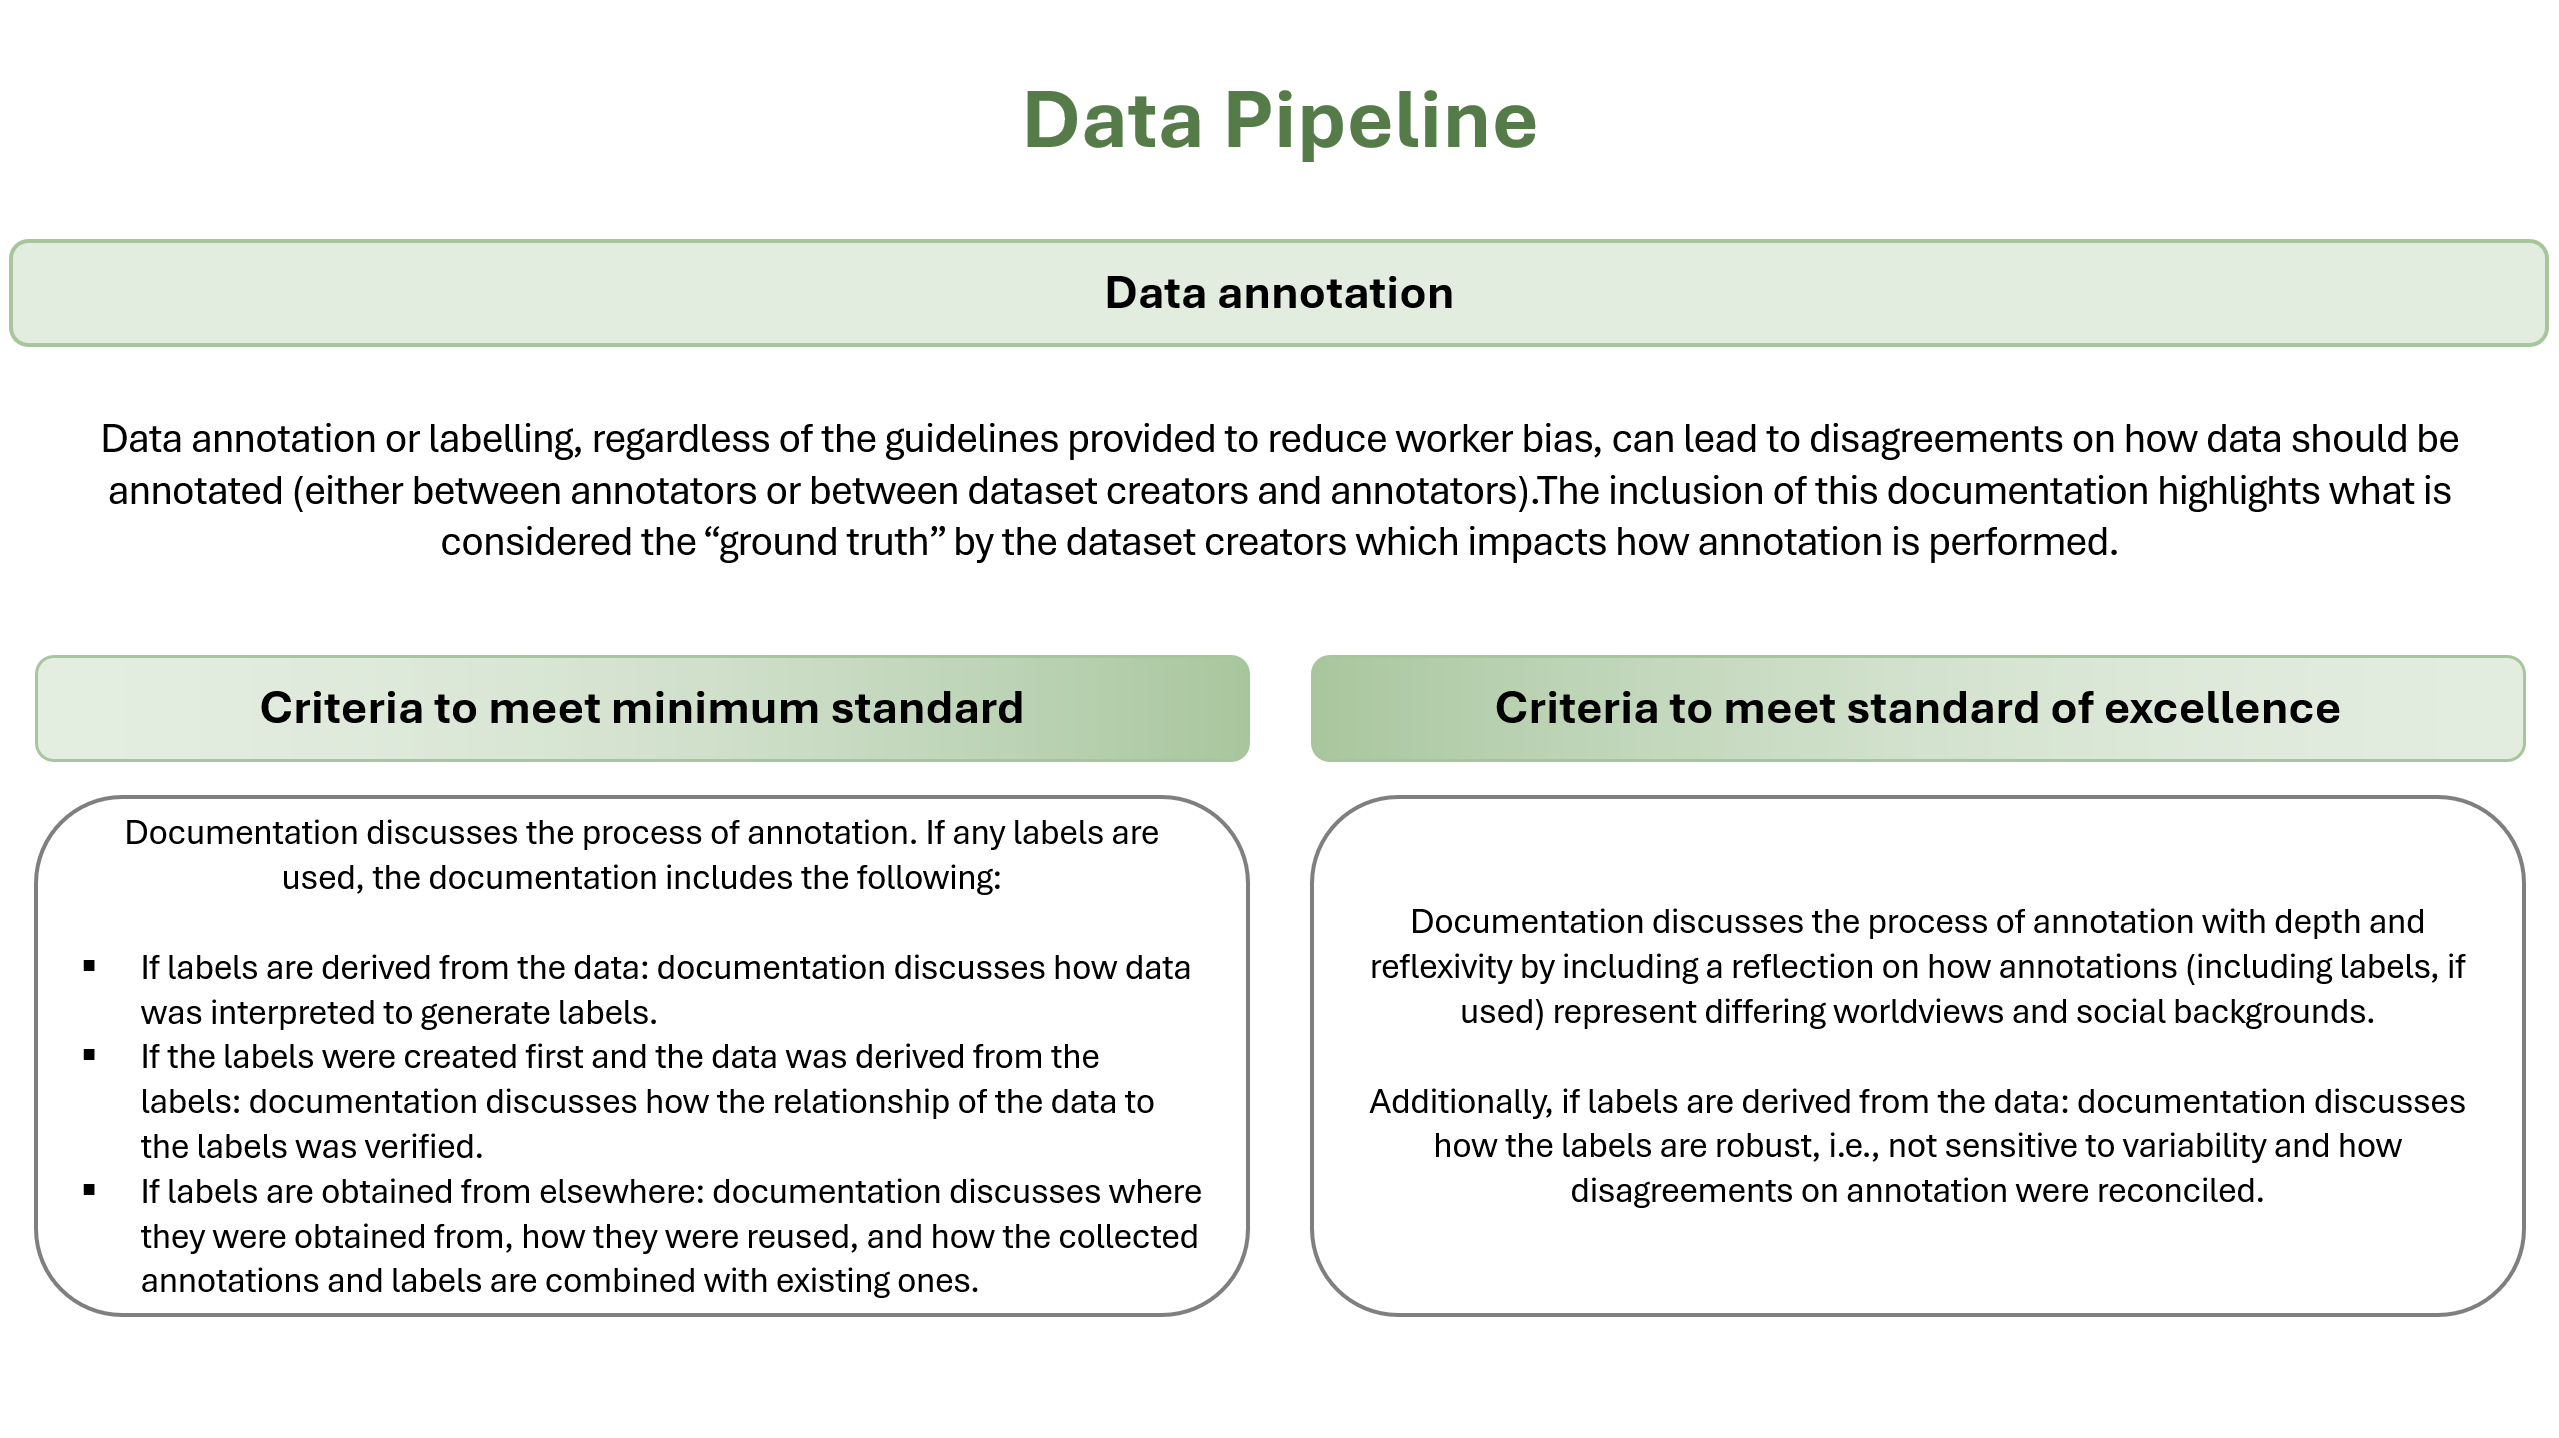 Data Pipeline
Data annotation
Data annotation or labelling, regardless of the guidelines provided to reduce worker bias, can lead to disagreements on how data should be
annotated (either between annotators or between dataset creators and annotators).The inclusion of this documentation highlights what is
considered the “ground truth” by the dataset creators which impacts how annotation is performed.
Criteria to meet minimum standard
Documentation discusses the process of annotation. If any labels are
used, the documentation includes the following:
▪ If labels are derived from the data: documentation discusses how data
was interpreted to generate labels.
▪ If the labels were created first and the data was derived from the
labels: documentation discusses how the relationship of the data to
the labels was verified.
▪ If labels are obtained from elsewhere: documentation discusses where
they were obtained from, how they were reused, and how the collected
annotations and labels are combined with existing ones.
Criteria to meet standard of excellence
Documentation discusses the process of annotation with depth and
reflexivity by including a reflection on how annotations (including labels, if
used) represent differing worldviews and social backgrounds.
Additionally, if labels are derived from the data: documentation discusses
how the labels are robust, i.e., not sensitive to variability and how
disagreements on annotation were reconciled.